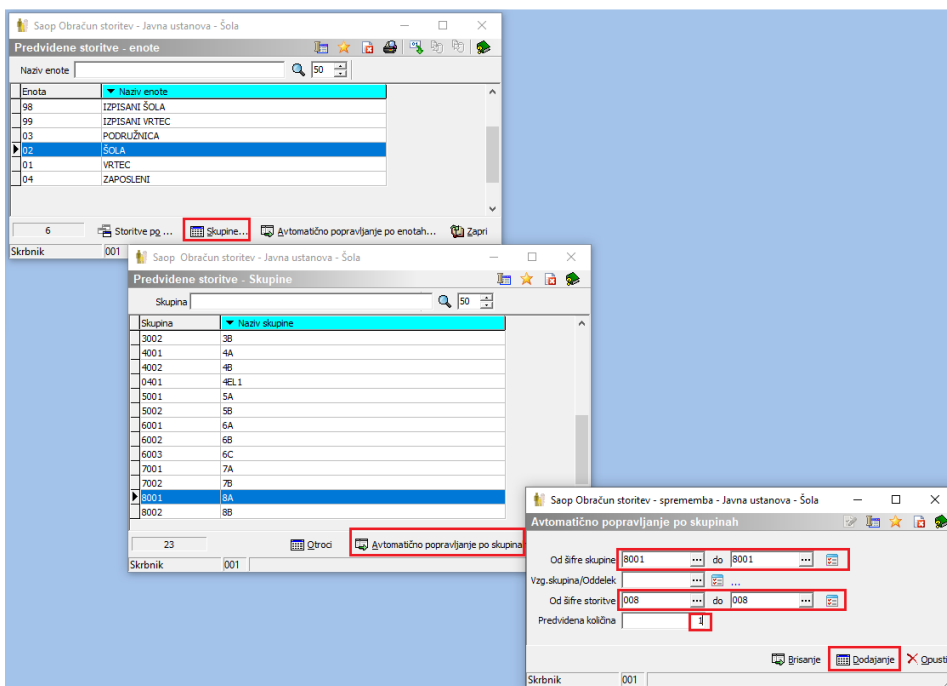 Saop Obračun storitev - Javna ustanova - Šola
Predvidene storitve - enote
Naziv enote 50
Enota Naziv enote
98 IZPISANI ŠOLA
99 IZPISANI VRTEC
03 PODRUŽNICA
02 ŠOLA
01 VRTEC
04 ZAPOSLENI
6 Storitve po ... Skupine... Avtomatično popravljanje po enotah... Zapri
Skrbnik 001
Saop Obračun storitev - Javna ustanova - Šola
Predvidene storitve - Skupine
Skupina 50
Skupina Naziv skupine
3002 3B
4001 4A
4002 4B
0401 4EL1
5001 5A
5002 5B
6001 6A
6002 6B
6003 6C
7001 7A
7002 7B
8001 8A
8002 8B
23 Otroci Avtomatično popravljanje po skupina
Skrbnik 001
Saop Obračun storitev - sprememba - Javna ustanova - Šola
Avtomatično popravljanje po skupinah
Od šifre skupine 8001 ... do 8001 ...
Vzg.skupina/Oddelek ... ...
Od šifre storitve 008 ... do 008 ...
Predvidena količina 1
Brisanje Dodajanje Opusti
Skrbnik 001